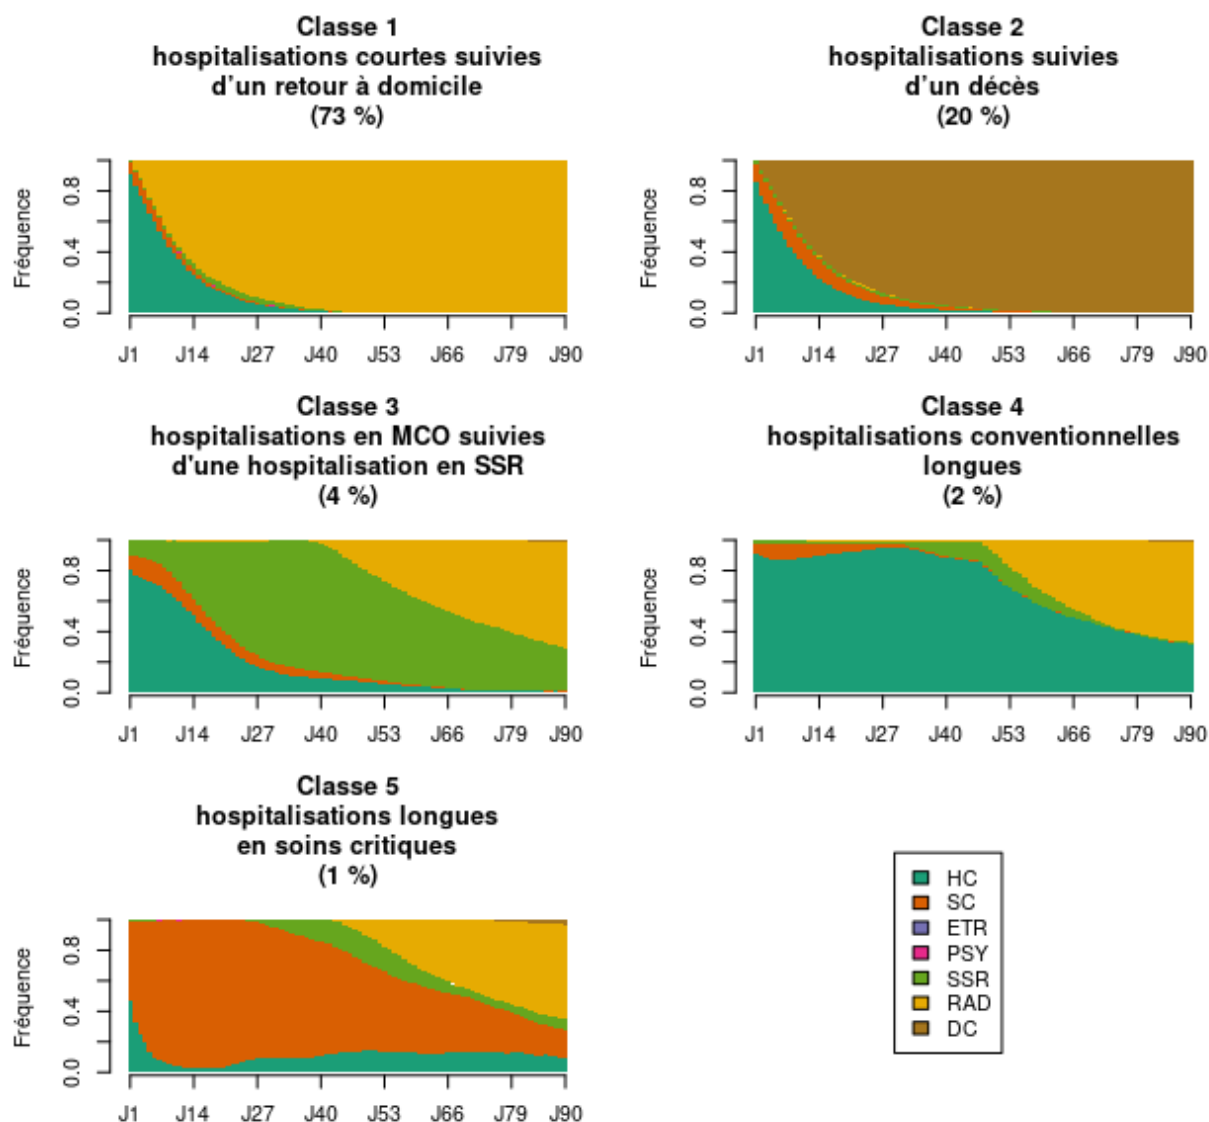 Classe 1
hospitalisations courtes suivies
d'un retour à domicile
(73 %)
Fréquence
0.8
0.4
0.0
J1 J14 J27 J40 J53 J66 J79 J90
Classe 2
hospitalisations suivies
d'un décès
(20 %)
Fréquence
0.8
0.4
0.0
J1 J14 J27 J40 J53 J66 J79 J90
Classe 3
hospitalisations en MCO suivies
d'une hospitalisation en SSR
(4 %)
Fréquence
0.8
0.4
0.0
J1 J14 J27 J40 J53 J66 J79 J90
Classe 4
hospitalisations conventionnelles
longues
(2 %)
Fréquence
0.8
0.4
0.0
J1 J14 J27 J40 J53 J66 J79 J90
Classe 5
hospitalisations longues
en soins critiques
(1 %)
Fréquence
0.8
0.4
0.0
J1 J14 J27 J40 J53 J66 J79 J90
HC
SC
ETR
PSY
SSR
RAD
DC